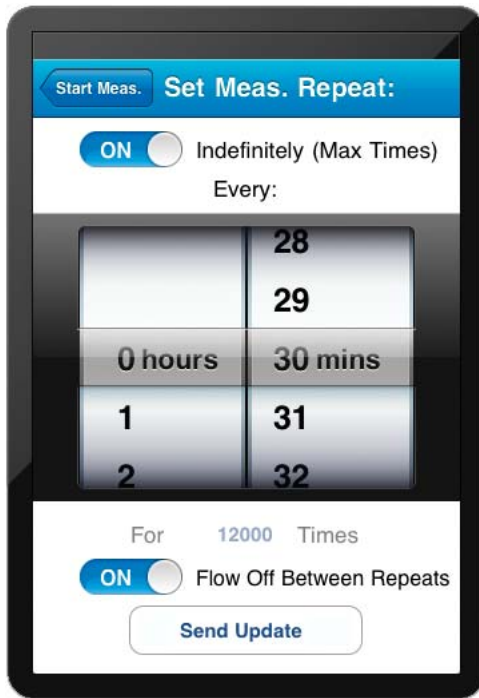 Start Meas. Set Meas. Repeat:
ON Indefinitely (Max Times)
Every:
28
29
0 hours 30 mins
1 31
2 32
For 12000 Times
ON Flow Off Between Repeats
Send Update